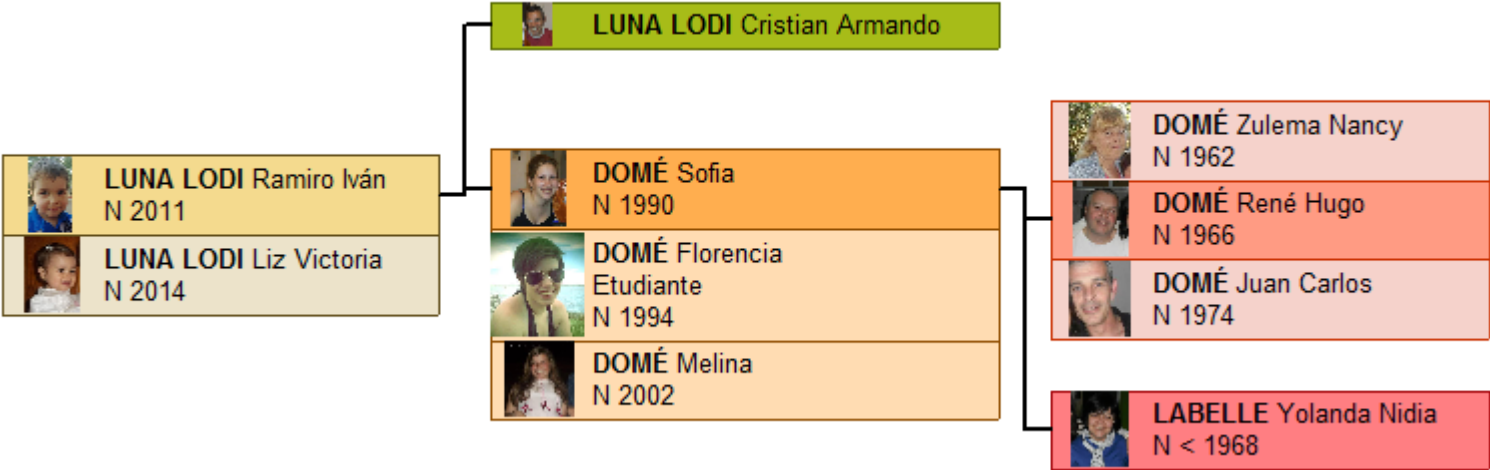 LUNA LODI Cristian Armando
LUNA LODI Ramiro Iván
N 2011
LUNA LODI Liz Victoria
N 2014
DOMÉ Sofia
N 1990
DOMÉ Florencia
Etudiante
N 1994
DOMÉ Melina
N 2002
DOMÉ Zulema Nancy
N 1962
DOMÉ René Hugo
N 1966
DOMÉ Juan Carlos
N 1974
LABELLE Yolanda Nidia
N < 1968